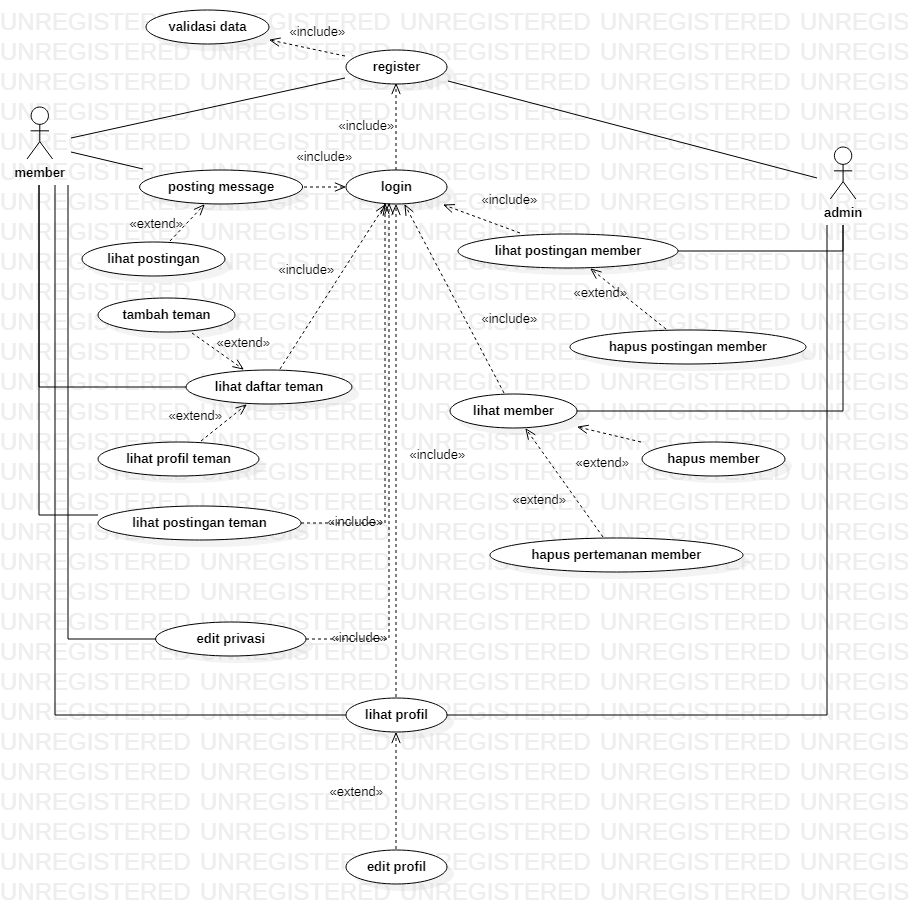 validasi data
«include»
register
«include»
member
«include»
posting message
login
admin
«include»
«extend»
lihat postingan member
lihat postingan
«include»
«extend»
tambah teman
«include»
«extend»
hapus postingan member
lihat daftar teman
«extend»
lihat member
lihat profil teman
«include»
«extend»
hapus member
«extend»
lihat postingan teman
«include»
hapus pertemanan member
edit privasi
«include»
lihat profil
«extend»
edit profil
UNREGISTERED